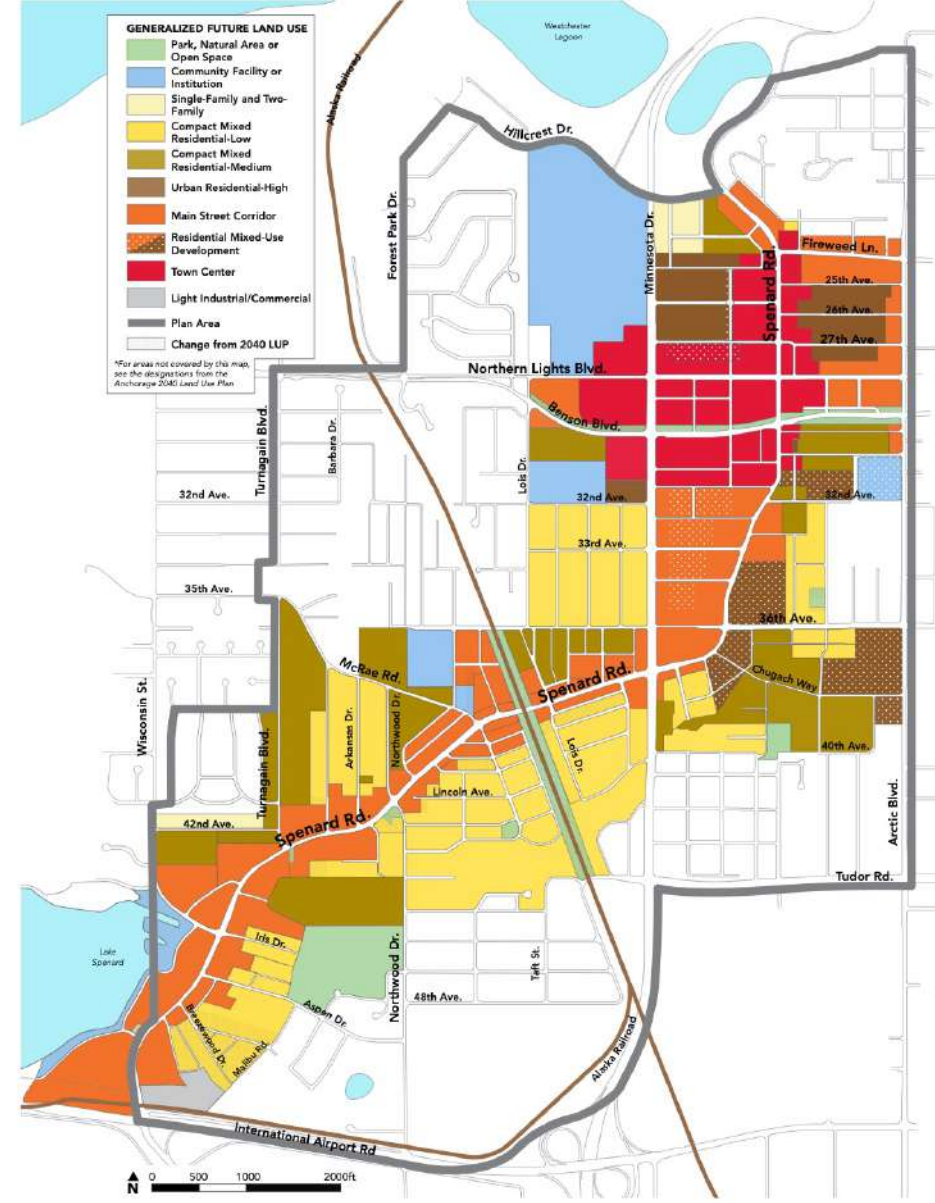 GENERALIZED FUTURE LAND USE
Park, Natural Area or
Open Space
Community Facility or
Institution
Single-Family and Two-
Family
Compact Mixed
Residential-Low
Compact Mixed
Residential-Medium
Urban Residential-High
Main Street Corridor
Residential Mixed-Use
Development
Town Center
Light Industrial/Commercial
Plan Area
Change from 2040 LUP
*For areas not covered by this map,
see the designations from the
Anchorage 2040 Land Use Plan
Westchester
Lagoon
Alaska Railroad
Hillcrest Dr.
Forest Park Dr.
Minnesota Dr.
Spenard Rd.
Fireweed Ln.
25th Ave.
26th Ave.
27th Ave.
Northern Lights Blvd.
Benson Blvd.
Turnagain Blvd.
Barbara Dr.
Lois Dr.
32nd Ave.
32nd Ave.
32nd Ave.
33rd Ave.
35th Ave.
36th Ave.
McRae Rd.
Spenard Rd.
Chugach Way
Wisconsin St.
Arkansas Dr.
Northwood Dr.
Lois Dr.
40th Ave.
Turnagain Blvd.
Lincoln Ave.
42nd Ave.
Spenard Rd.
Arctic Blvd.
Tudor Rd.
Lake
Spenard
Iris Dr.
Northwood Dr.
Taft St.
48th Ave.
Aspen Dr.
Breezewood Dr.
Malibu Rd.
Alaska Railroad
International Airport Rd
N
0 500 1000 2000ft